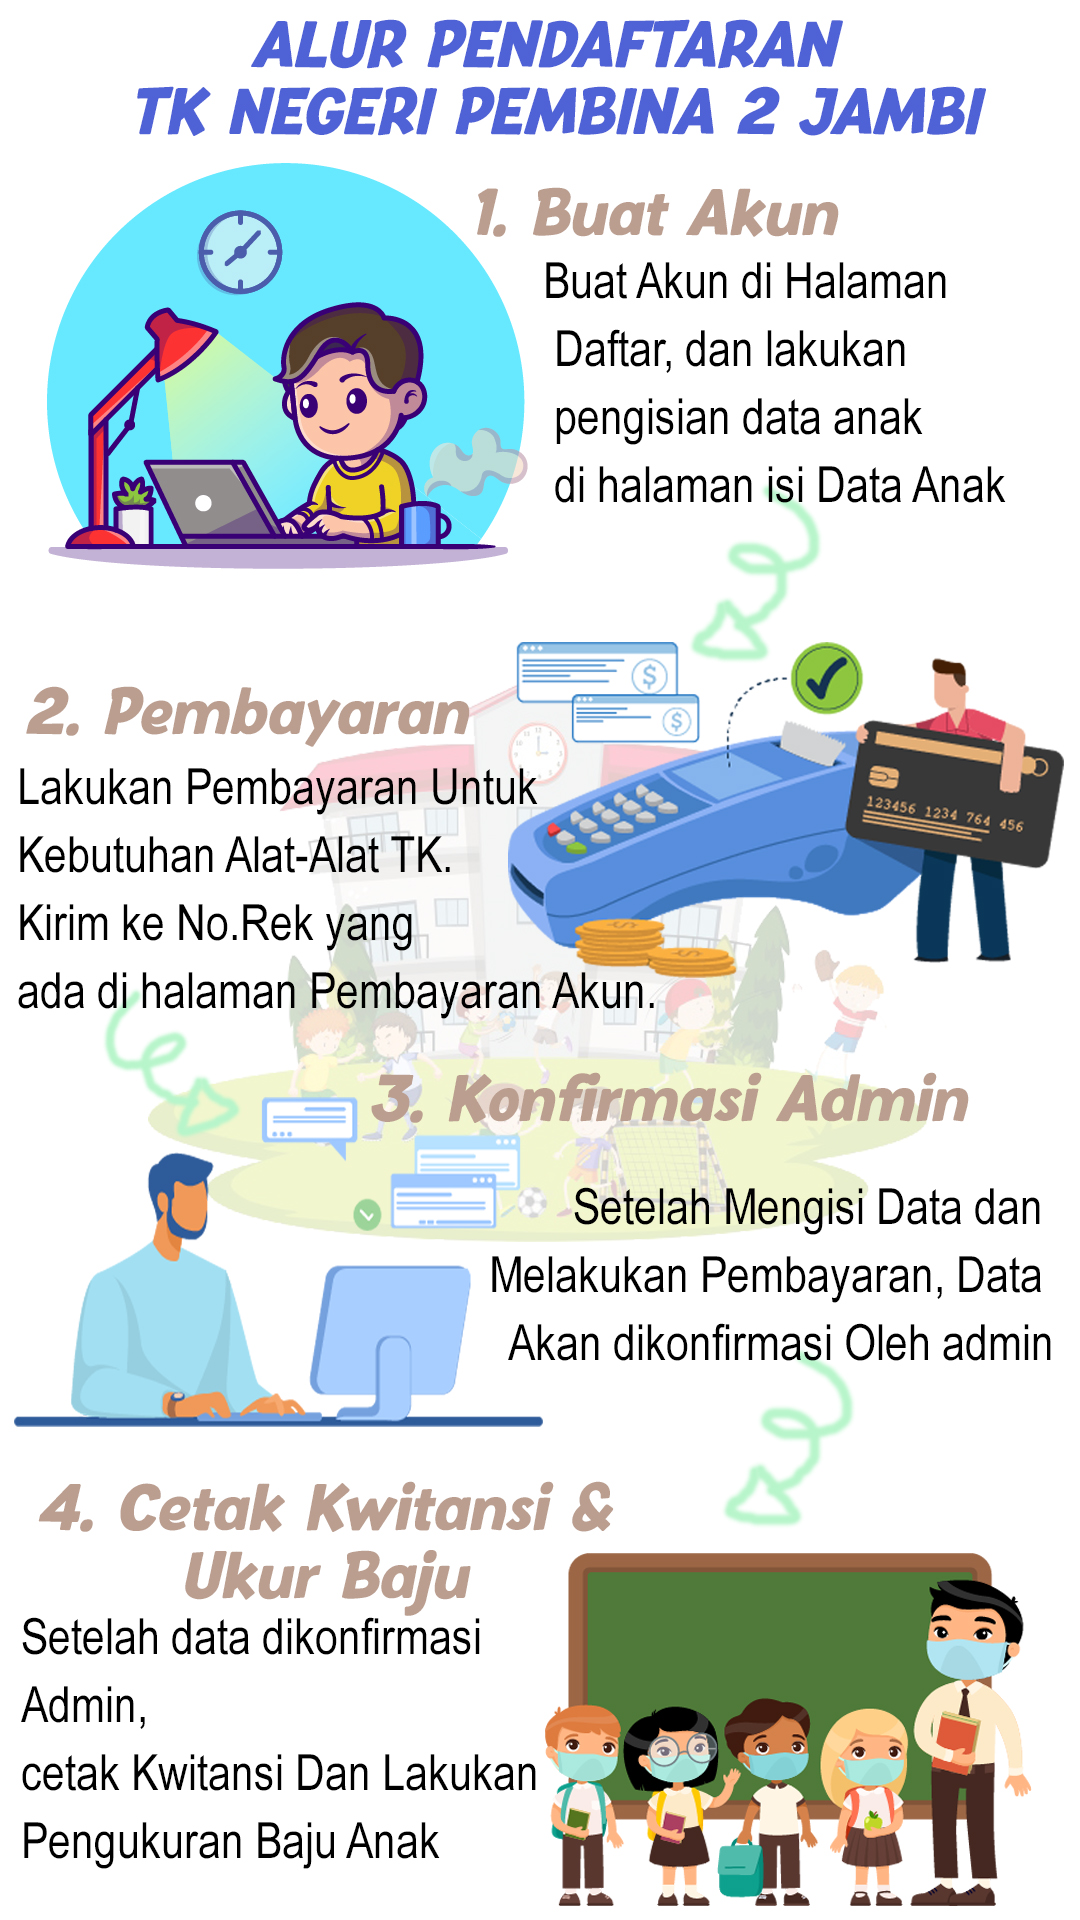 ALUR PENDAFTARAN
TK NEGERI PEMBINA 2 JAMBI
1. Buat Akun
Buat Akun di Halaman
Daftar, dan lakukan
pengisian data anak
di halaman isi Data Anak
2. Pembayaran
Lakukan Pembayaran Untuk
Kebutuhan Alat-Alat TK.
Kirim ke No.Rek yang
ada di halaman Pembayaran Akun.
123456 1234 764 456
3. Konfirmasi Admin
Setelah Mengisi Data dan
Melakukan Pembayaran, Data
Akan dikonfirmasi Oleh admin
4. Cetak Kwitansi &
Ukur Baju
Setelah data dikonfirmasi
Admin,
cetak Kwitansi Dan Lakukan
Pengukuran Baju Anak